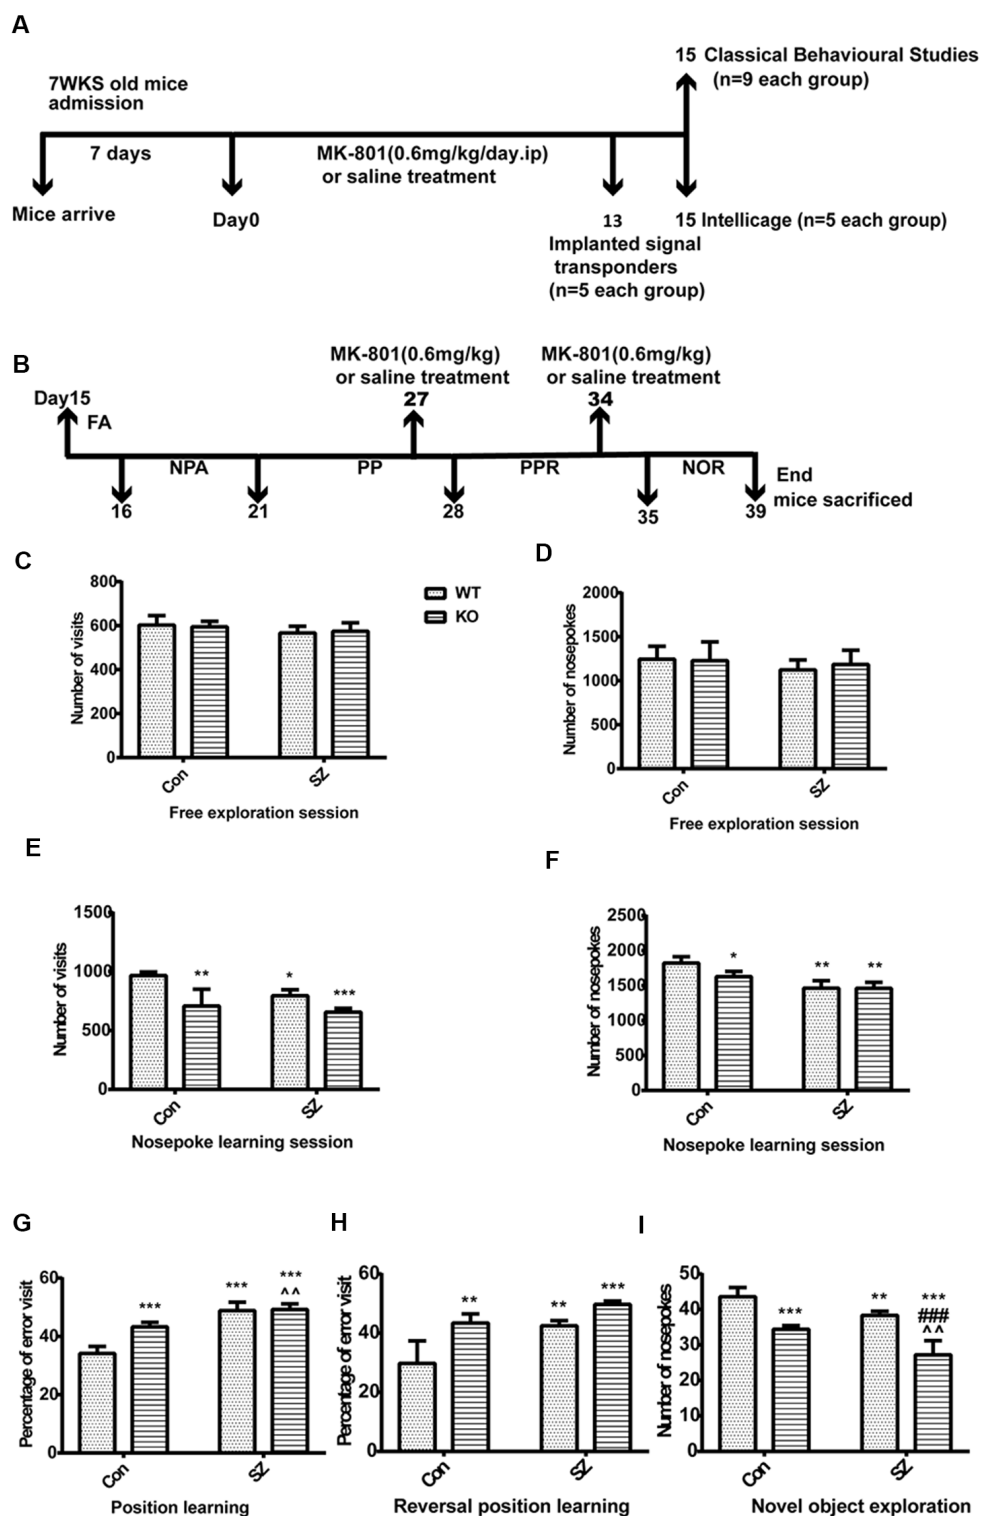 A
15 Classical Behavioural Studies
(n=9 each group)
7WKS old mice
admission
7 days
MK-801(0.6mg/kg/day.ip)
or saline treatment
Mice arrive
Day0
13
15 Intellicage (n=5 each group)
Implanted signal
transponders
(n=5 each group)
B
MK-801(0.6mg/kg)
or saline treatment
27
MK-801(0.6mg/kg)
or saline treatment
34
Day15
FA
NPA
PP
PPR
NOR
16
21
28
35
39
End
mice sacrificed
C
800
600
400
200
0
Number of visits
Con
SZ
Free exploration session
WT
KO
D
2000
1500
1000
500
0
Number of nosepokes
Con
SZ
Free exploration session
E
1500
1000
500
0
Number of visits
**
*
***
Con
SZ
Nosepoke learning session
F
2500
2000
1500
1000
500
0
Number of nosepokes
*
**
**
Con
SZ
Nosepoke learning session
G
60
40
20
0
Percentage of error visit
***
***
***
^^
Con
SZ
Position learning
H
60
40
20
0
Percentage of error visit
**
**
***
Con
SZ
Reversal position learning
I
50
40
30
20
10
0
Number of nosepokes
***
**
***
###
^^
Con
SZ
Novel object exploration